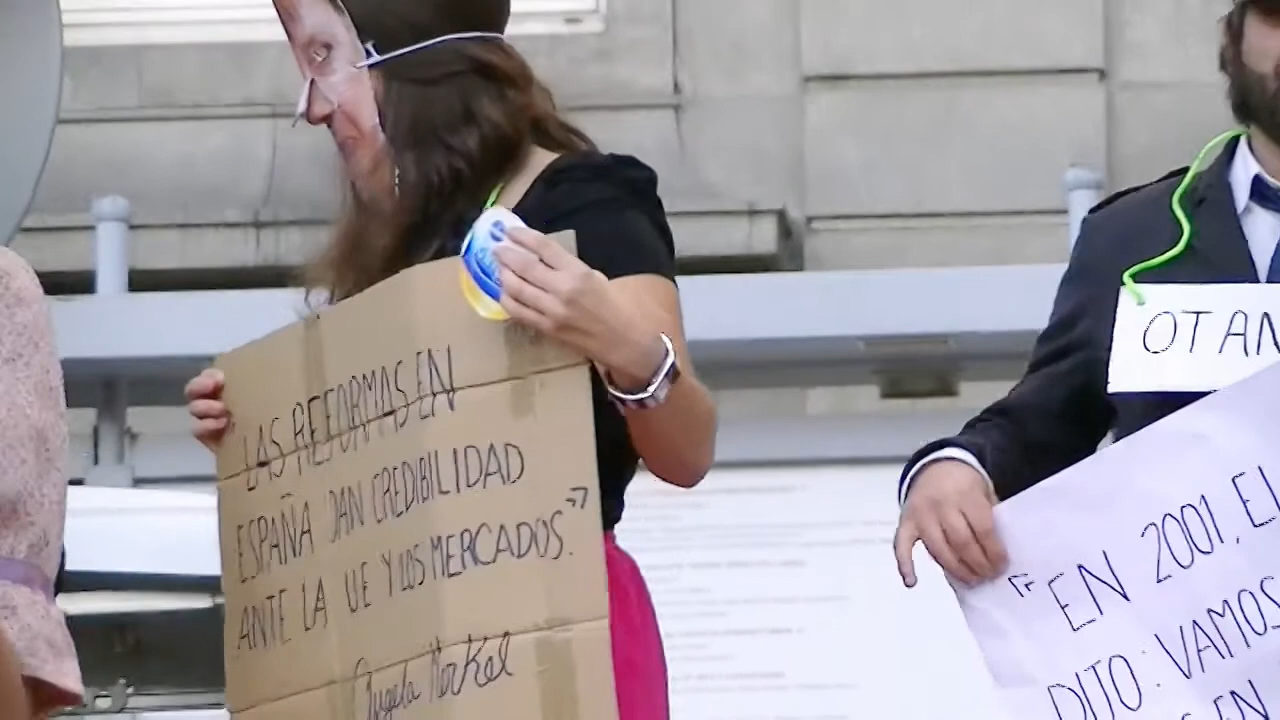 LAS REFORMAS EN
ESPAÑA DAN CREDIBILIDAD
ANTE LA UE Y LOS MERCADOS."
Angela Merkel
OTAN
"EN 2001, EL
DITO: VAMOS
EN